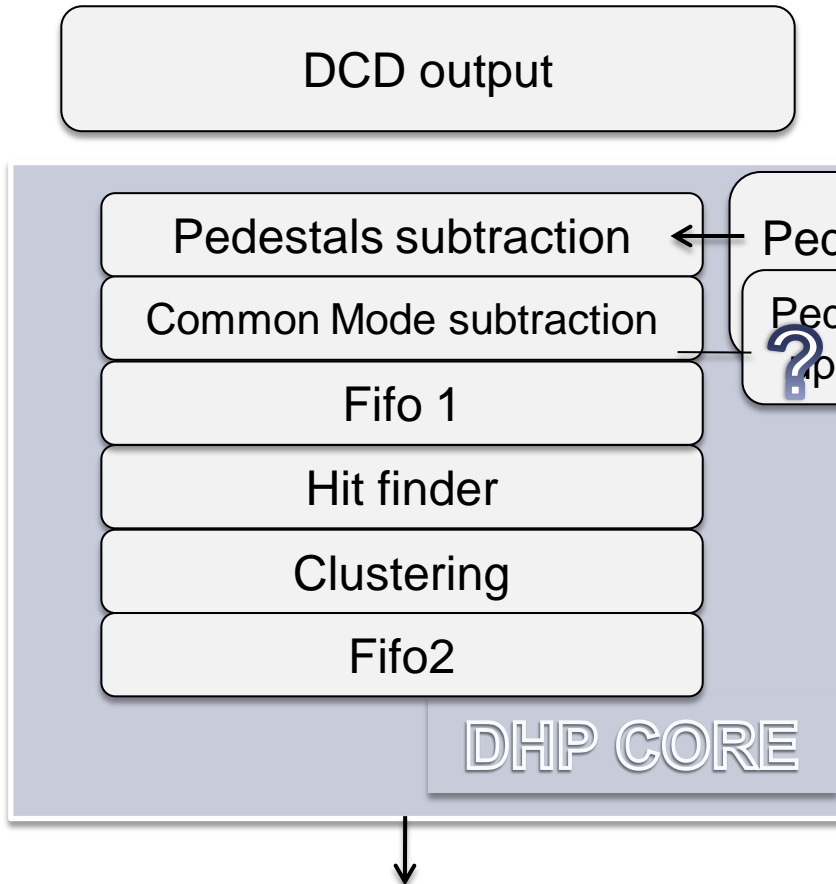 DCD output
Pedestals subtraction
Common Mode subtraction
?
Fifo 1
Hit finder
Clustering
Fifo2
DHP CORE